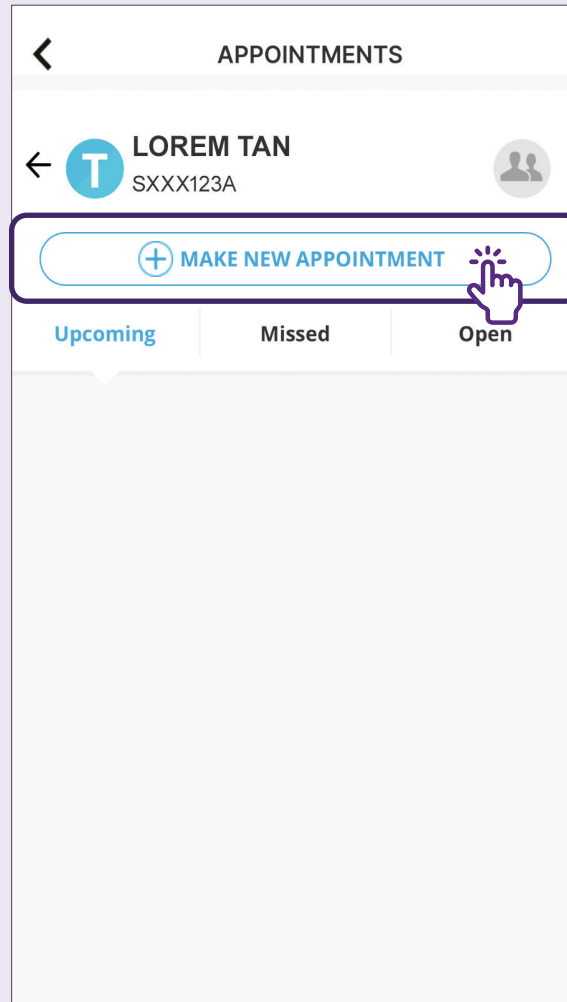 APPOINTMENTS
T
LOREM TAN
SXXX123A
MAKE NEW APPOINTMENT
Upcoming Missed Open